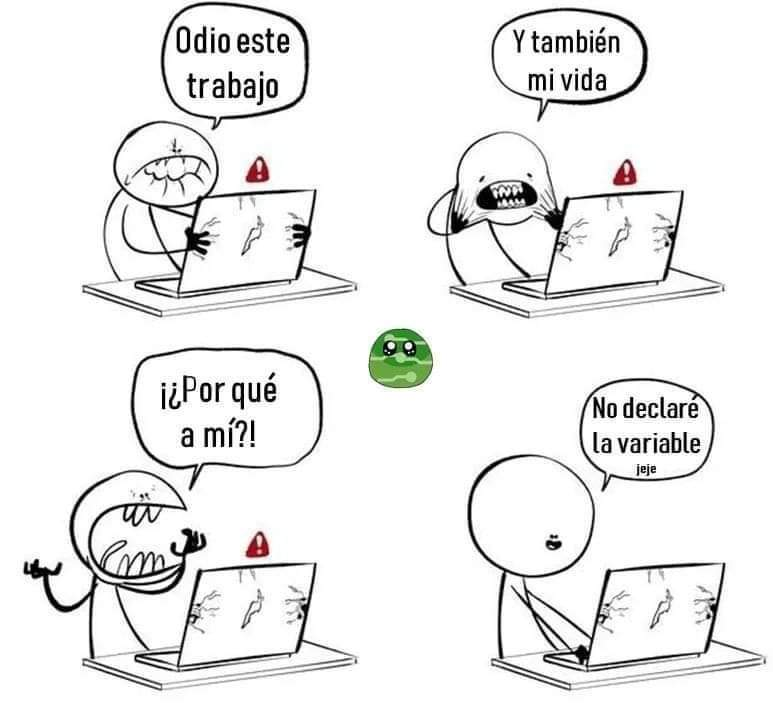 Odio este
trabajo
Y también
mi vida
¡¿Por qué
a mí?!
No declaré
la variable
jeje